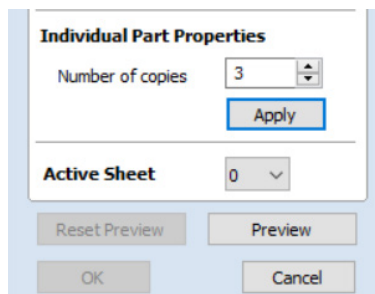 Individual Part Properties
Number of copies 3
Apply
Active Sheet 0
Reset Preview Preview
OK Cancel